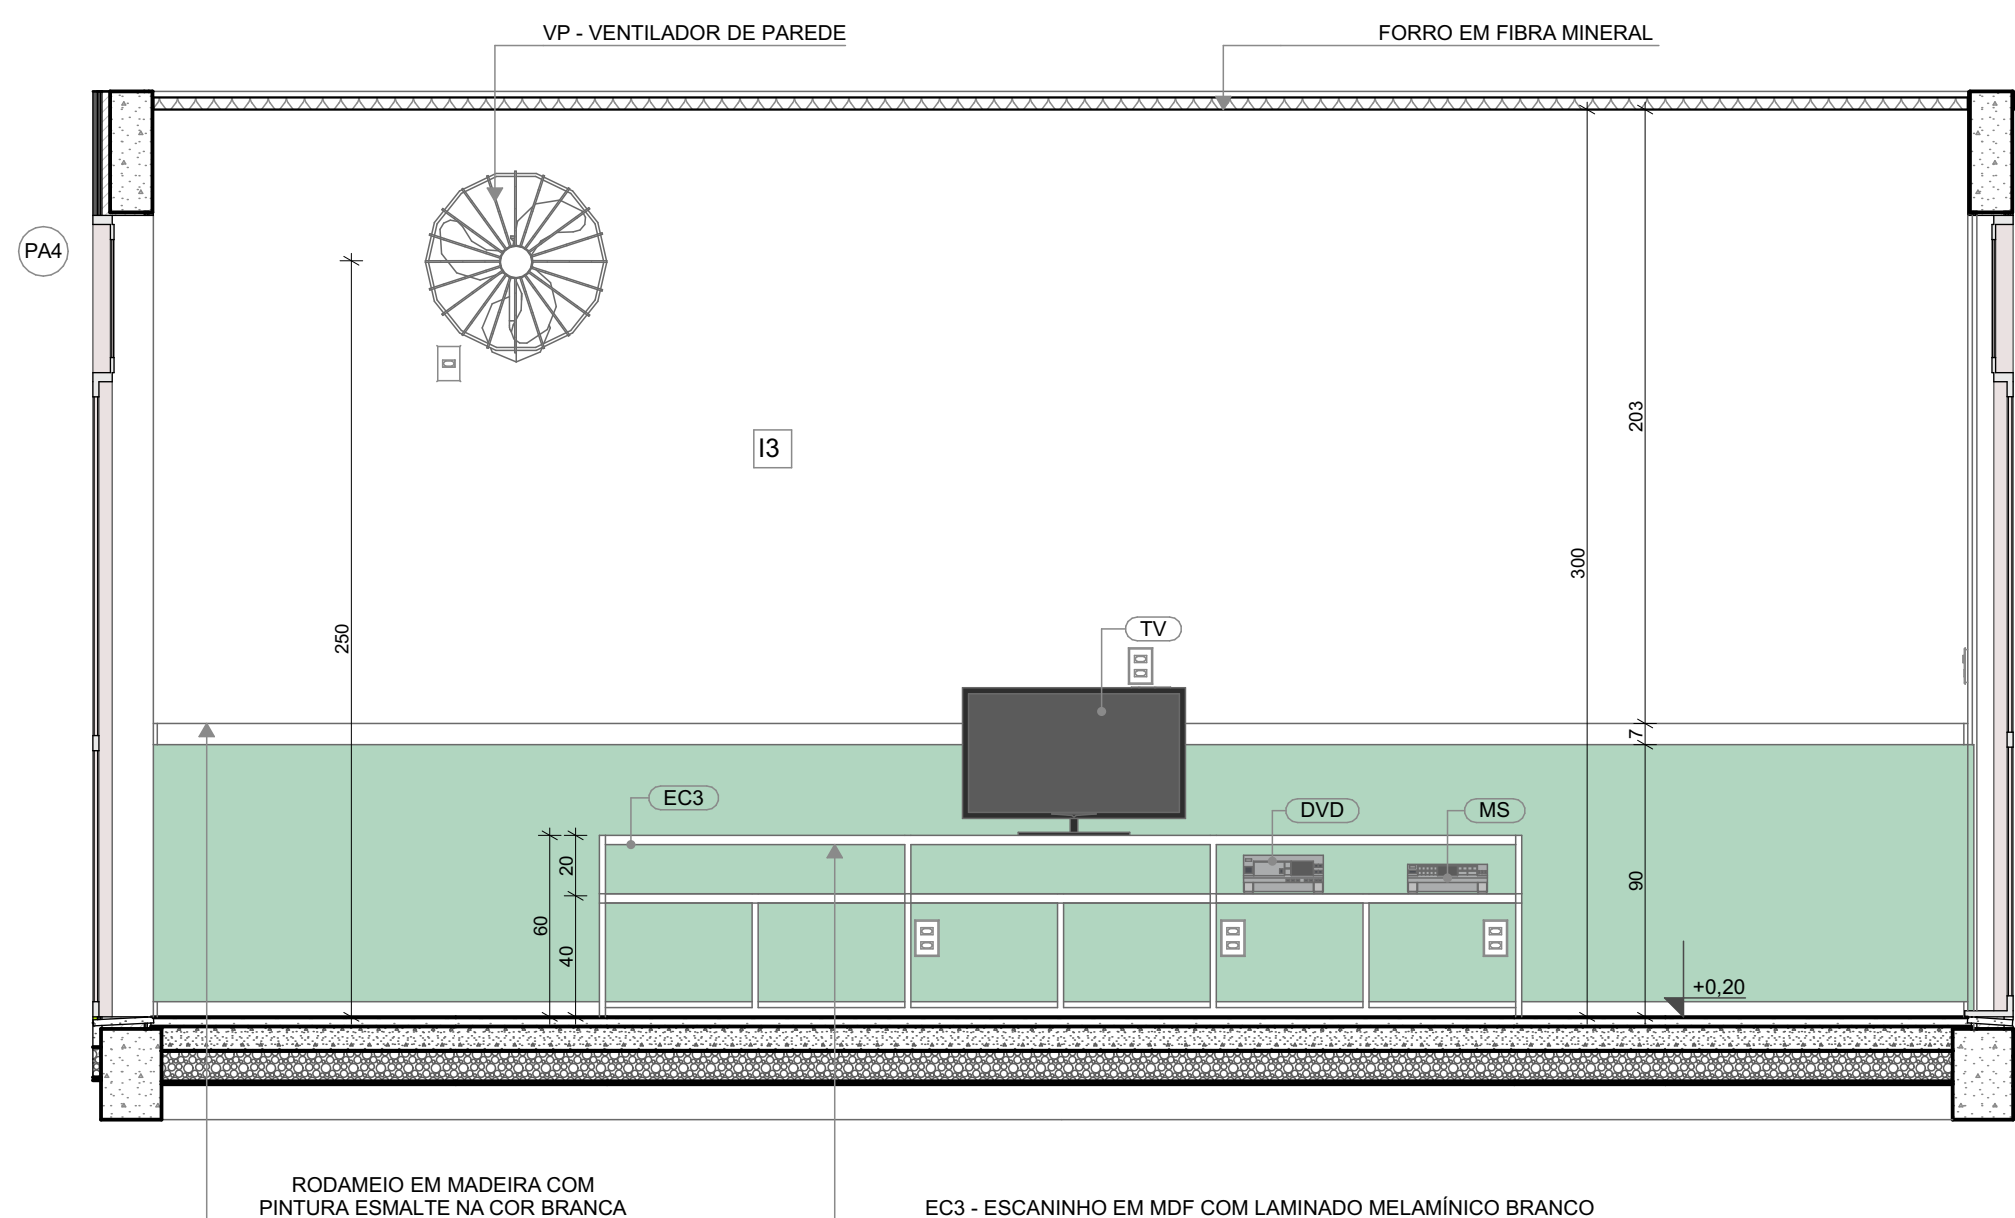 VP - VENTILADOR DE PAREDE
FORRO EM FIBRA MINERAL
PA4
203
I3
300
250
TV
7
EC3
DVD
MS
20
90
60
40
+0,20
RODAMEIO EM MADEIRA COM
PINTURA ESMALTE NA COR BRANCA
EC3 - ESCANINHO EM MDF COM LAMINADO MELAMÍNICO BRANCO